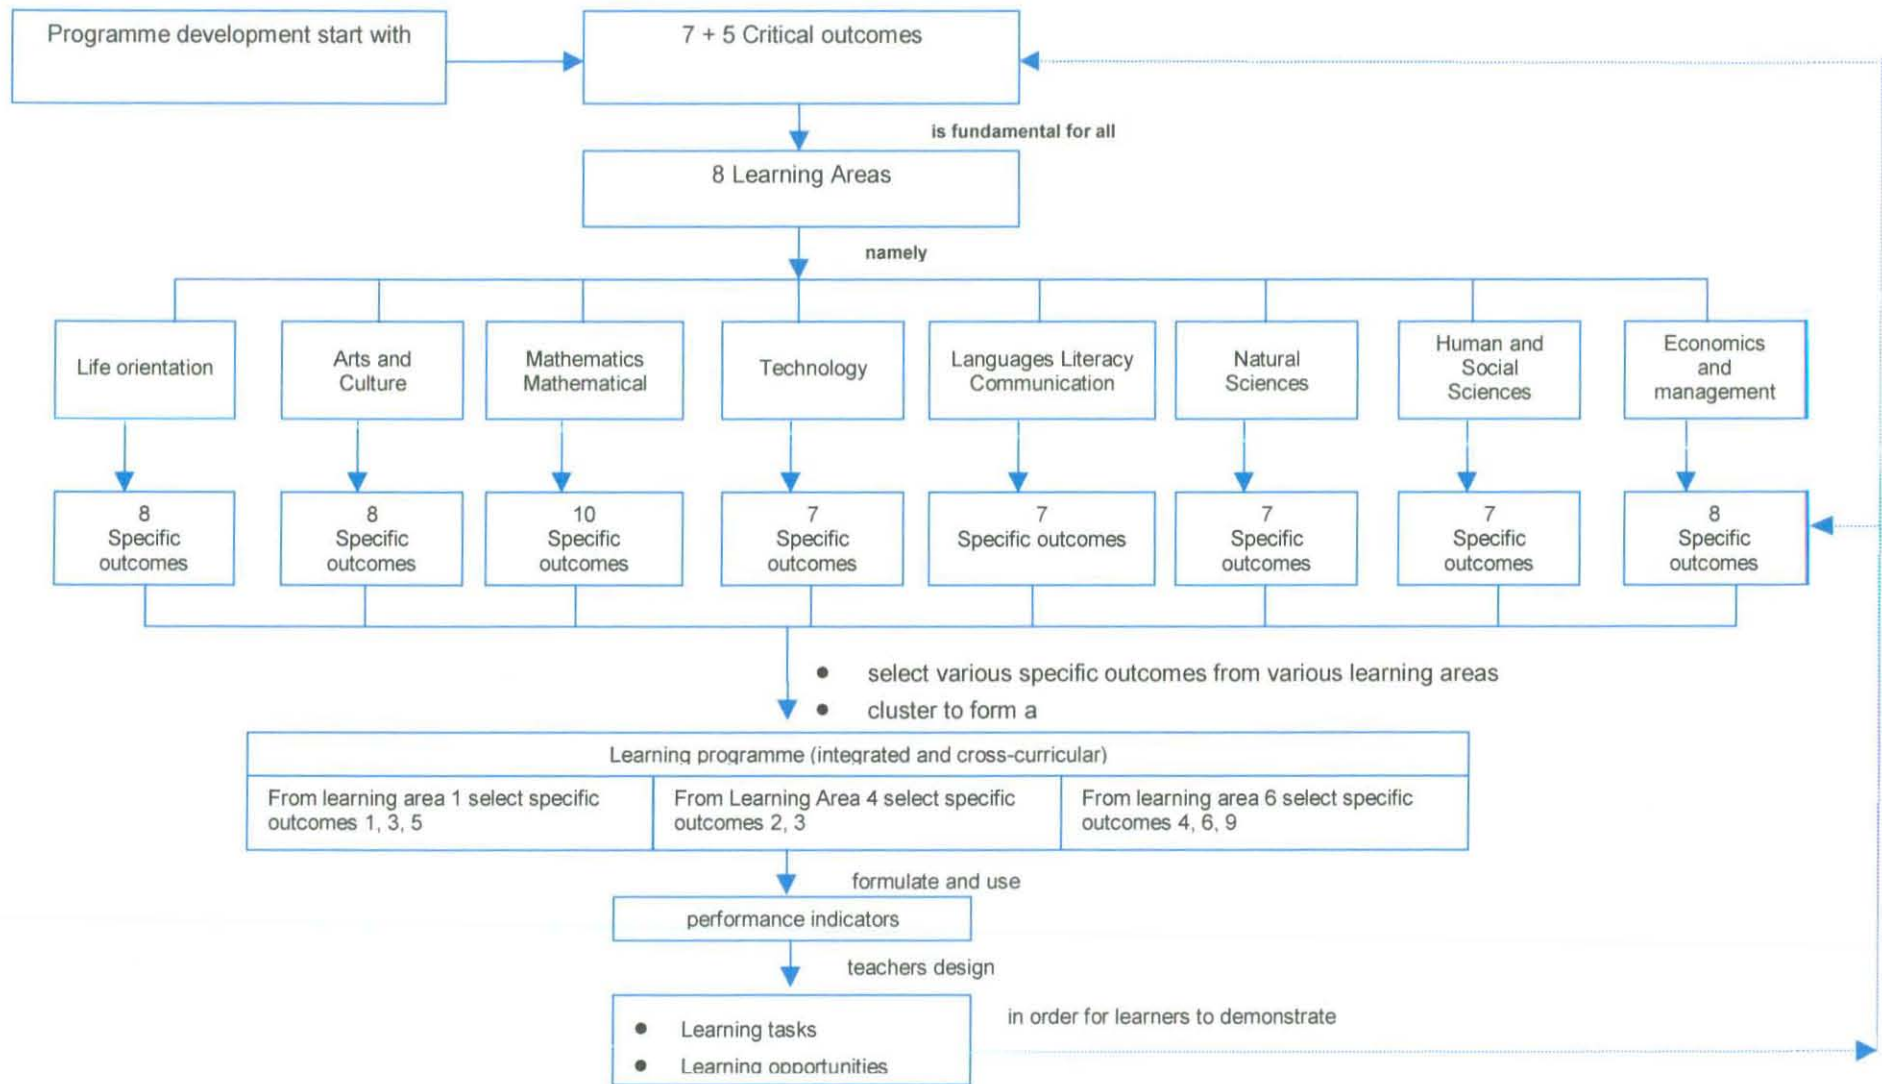 Programme development start with
7 + 5 Critical outcomes
is fundamental for all
8 Learning Areas
namely
Life orientation
Arts and
Culture
Mathematics
Mathematical
Technology
Languages Literacy
Communication
Natural
Sciences
Human and
Social
Sciences
Economics
and
management
8
Specific
outcomes
8
Specific
outcomes
10
Specific
outcomes
7
Specific
outcomes
7
Specific outcomes
7
Specific
outcomes
7
Specific
outcomes
8
Specific
outcomes
• select various specific outcomes from various learning areas
• cluster to form a
Learning programme (integrated and cross-curricular)
From learning area 1 select specific
outcomes 1, 3, 5
From Learning Area 4 select specific
outcomes 2, 3
From learning area 6 select specific
outcomes 4, 6, 9
formulate and use
performance indicators
teachers design
• Learning tasks
• Learning opportunities
in order for learners to demonstrate